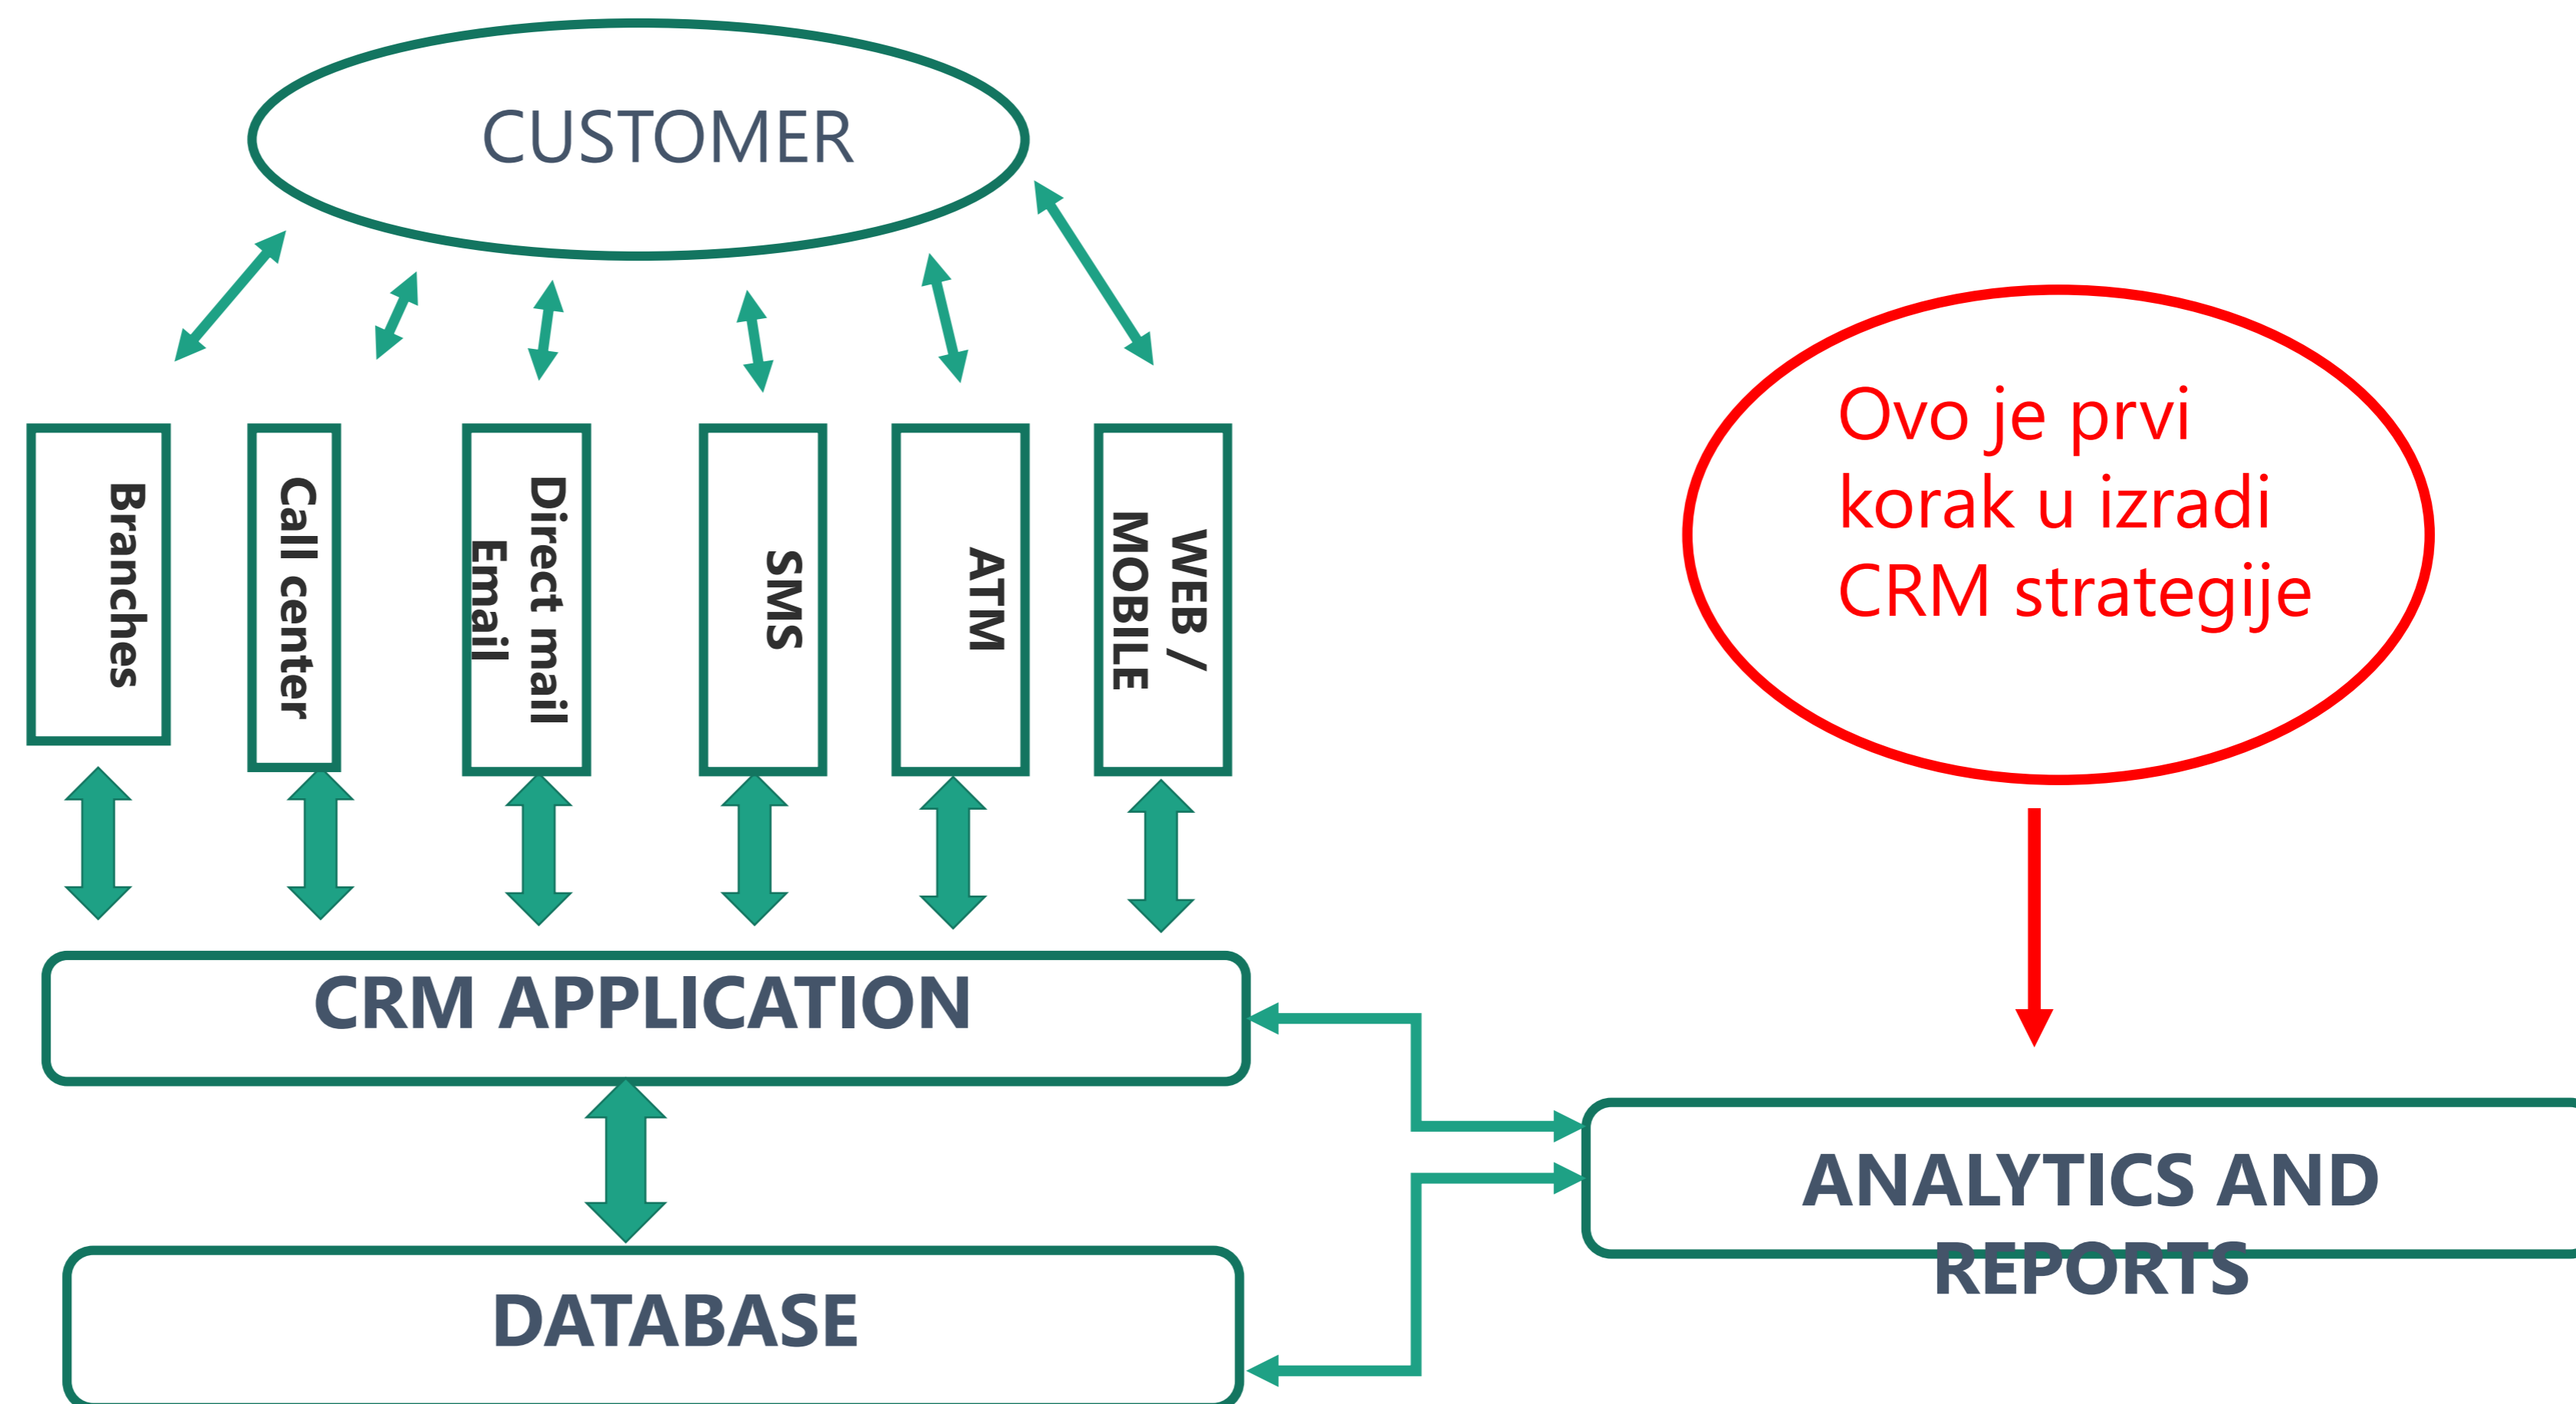 CUSTOMER
Branches
Call center
Direct mail
Email
SMS
ATM
WEB /
MOBILE
Ovo je prvi
korak u izradi
CRM strategije
CRM APPLICATION
ANALYTICS AND
REPORTS
DATABASE